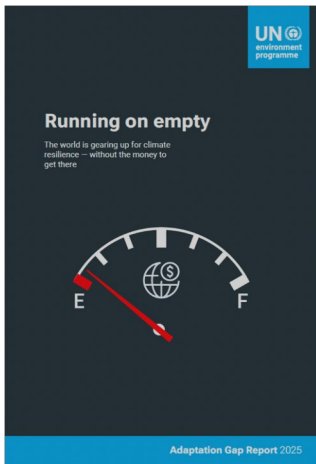 UN
environment
programme
Running on empty
The world is gearing up for climate
resilience — without the money to
get there
$
E
F
Adaptation Gap Report 2025